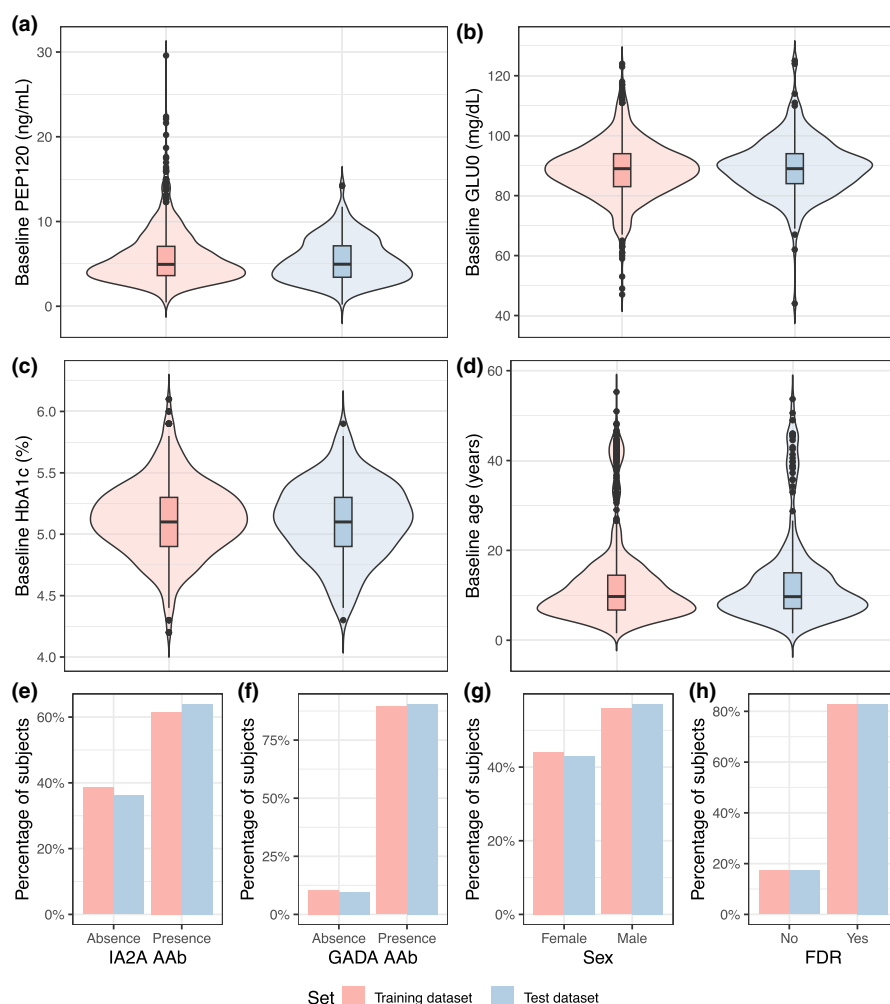 (a)
Baseline PEP120 (ng/mL)
30
20
10
0
(b)
Baseline GLU0 (mg/dL)
120
100
80
60
40
(c)
Baseline HbA1c (%)
6.0
5.5
5.0
4.5
4.0
(d)
Baseline age (years)
60
40
20
0
(e)
Percentage of subjects
60%
40%
20%
0%
Absence Presence
IA2A AAb
(f)
Percentage of subjects
75%
50%
25%
0%
Absence Presence
GADA AAb
(g)
Percentage of subjects
40%
20%
0%
Female Male
Sex
(h)
Percentage of subjects
80%
60%
40%
20%
0%
No Yes
FDR
Set Training dataset Test dataset